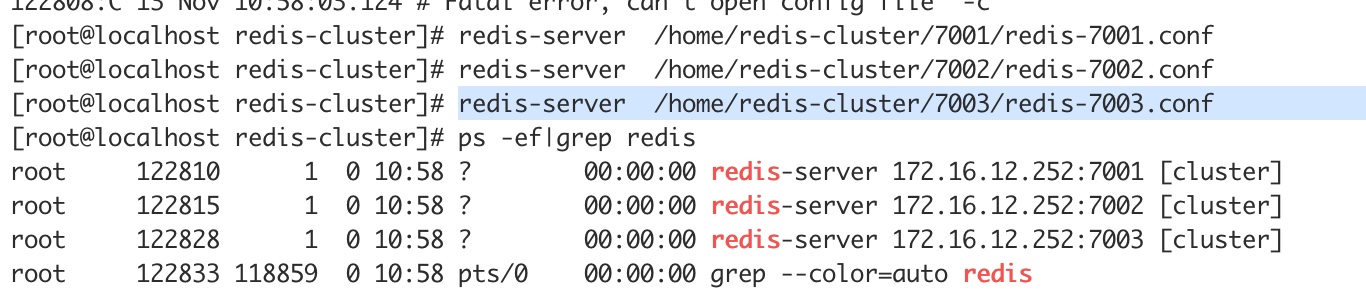 122808:C 13 Nov 10:58:03.124 # Fatal error, can't open config file '-c'
[root@localhost redis-cluster]# redis-server  /home/redis-cluster/7001/redis-7001.conf
[root@localhost redis-cluster]# redis-server  /home/redis-cluster/7002/redis-7002.conf
[root@localhost redis-cluster]# redis-server  /home/redis-cluster/7003/redis-7003.conf
[root@localhost redis-cluster]# ps -ef|grep redis
root     122810      1  0 10:58 ?        00:00:00 redis-server 172.16.12.252:7001 [cluster]
root     122815      1  0 10:58 ?        00:00:00 redis-server 172.16.12.252:7002 [cluster]
root     122828      1  0 10:58 ?        00:00:00 redis-server 172.16.12.252:7003 [cluster]
root     122833 118859  0 10:58 pts/0    00:00:00 grep --color=auto redis